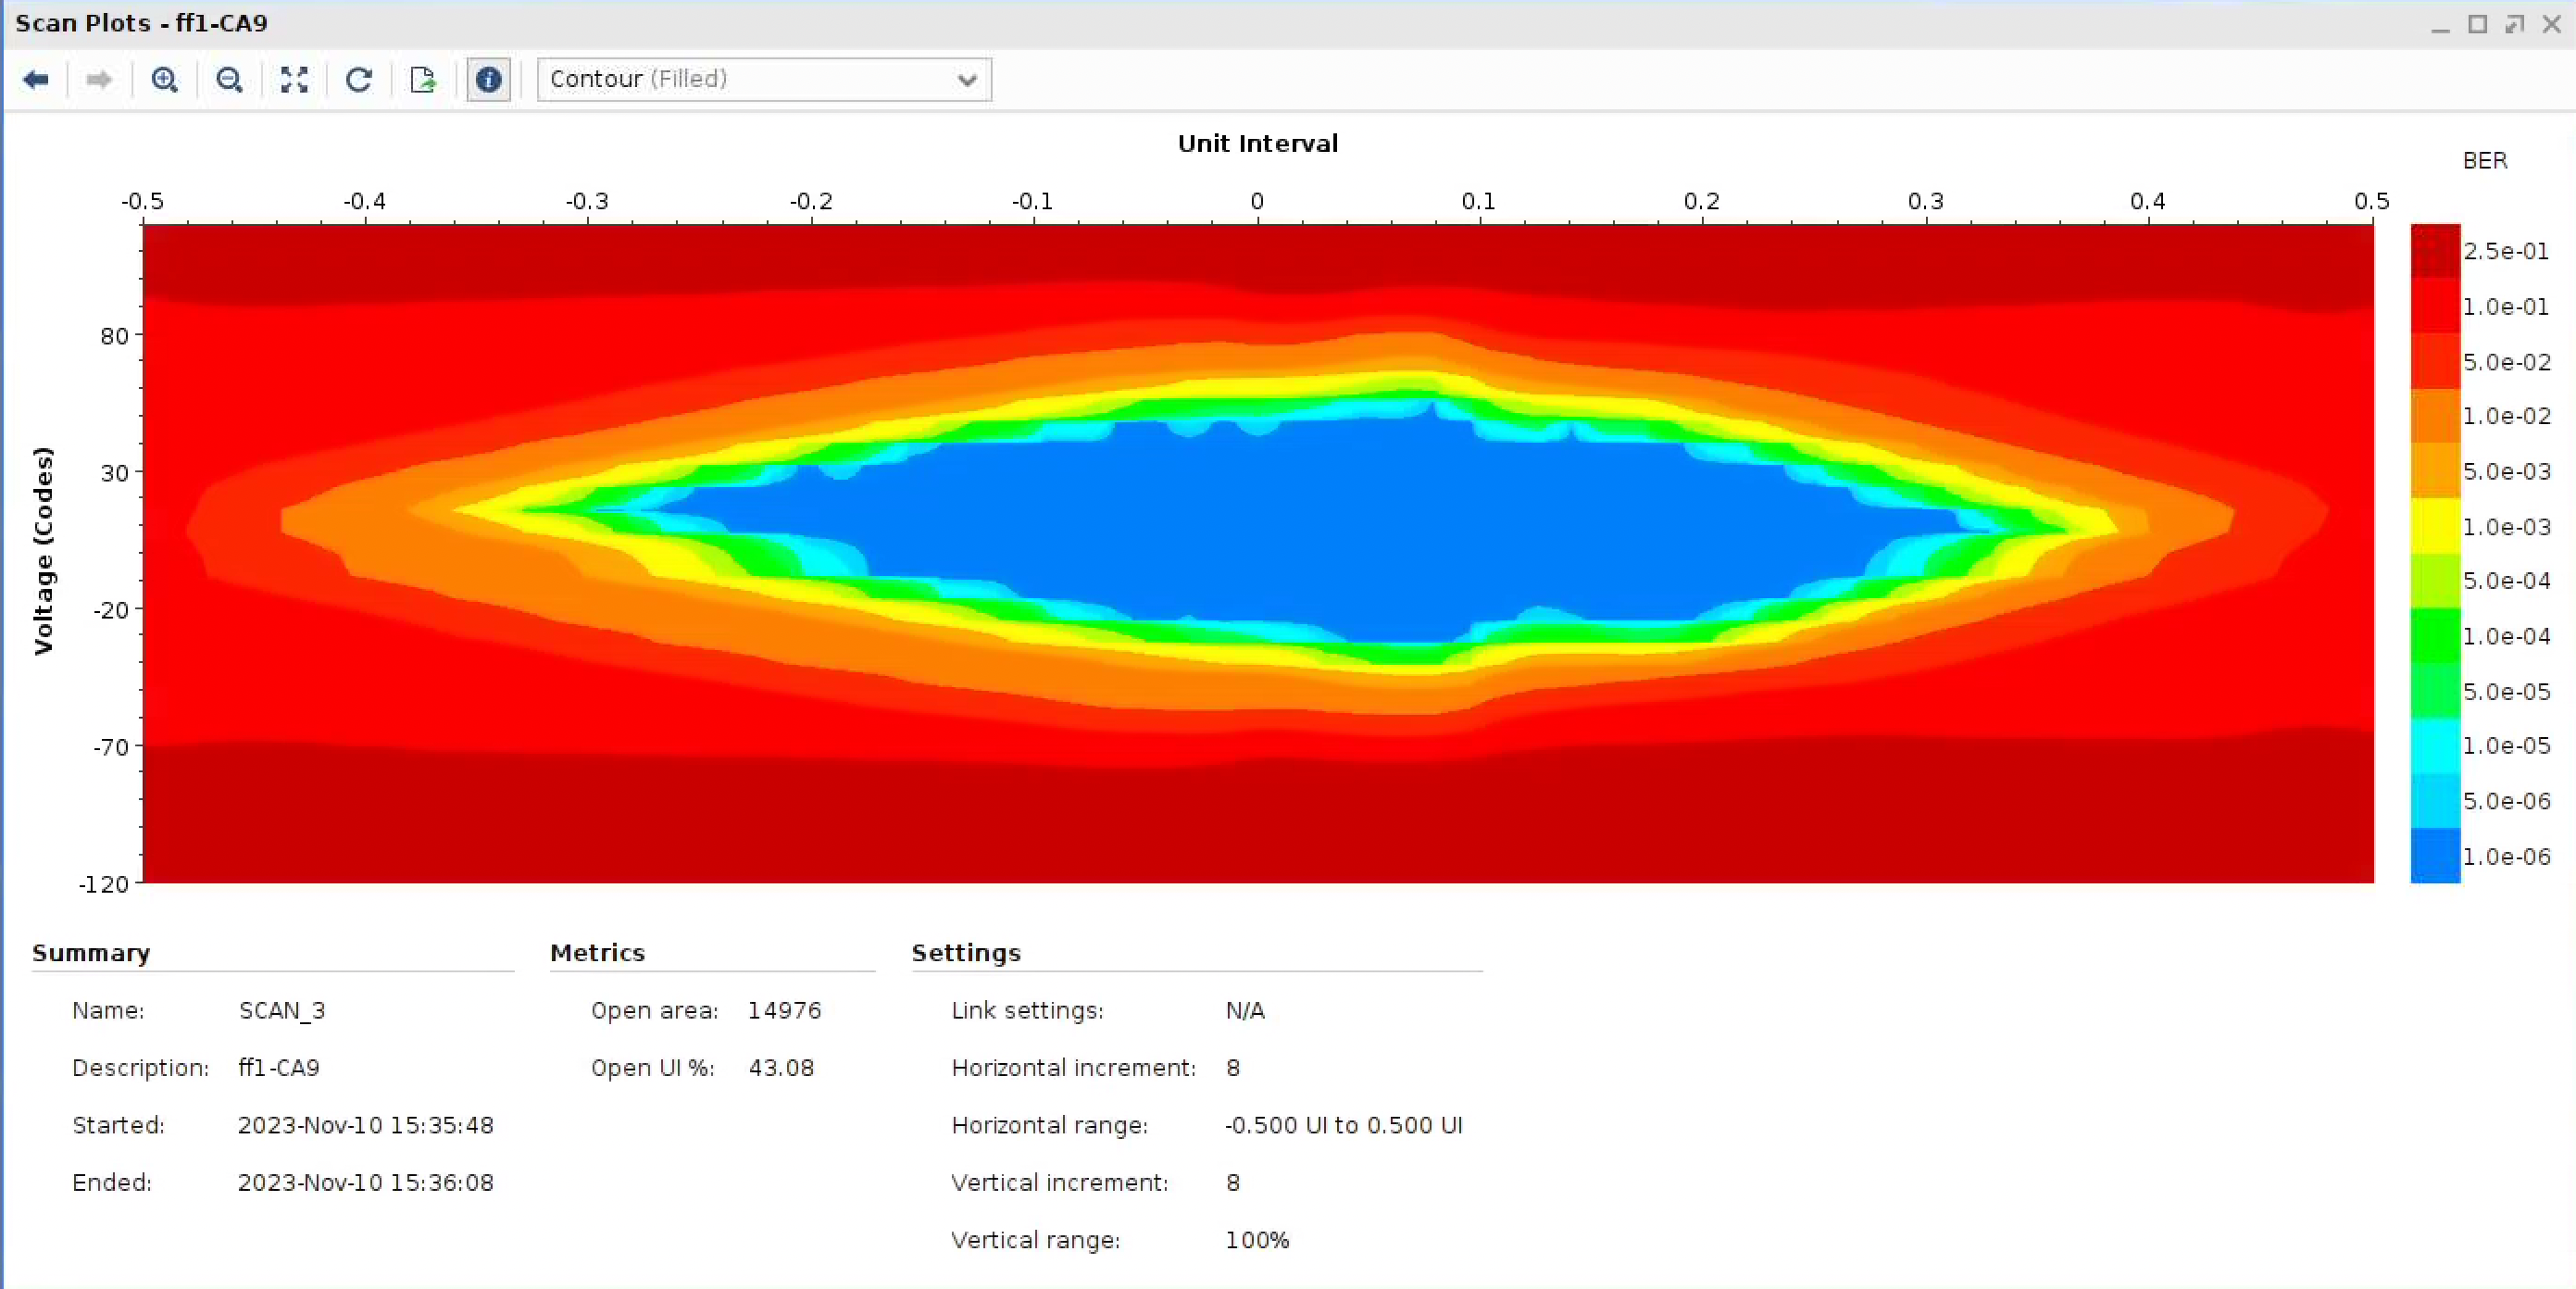 Scan Plots - ff1-CA9
Contour (Filled)
Unit Interval
BER
-0.5 -0.4 -0.3 -0.2 -0.1 0 0.1 0.2 0.3 0.4 0.5
Voltage (Codes)
80
30
-20
-70
-120
2.5e-01
1.0e-01
5.0e-02
1.0e-02
5.0e-03
1.0e-03
5.0e-04
1.0e-04
5.0e-05
1.0e-05
5.0e-06
1.0e-06
Summary
Name: SCAN_3
Description: ff1-CA9
Started: 2023-Nov-10 15:35:48
Ended: 2023-Nov-10 15:36:08
Metrics
Open area: 14976
Open UI %: 43.08
Settings
Link settings: N/A
Horizontal increment: 8
Horizontal range: -0.500 UI to 0.500 UI
Vertical increment: 8
Vertical range: 100%